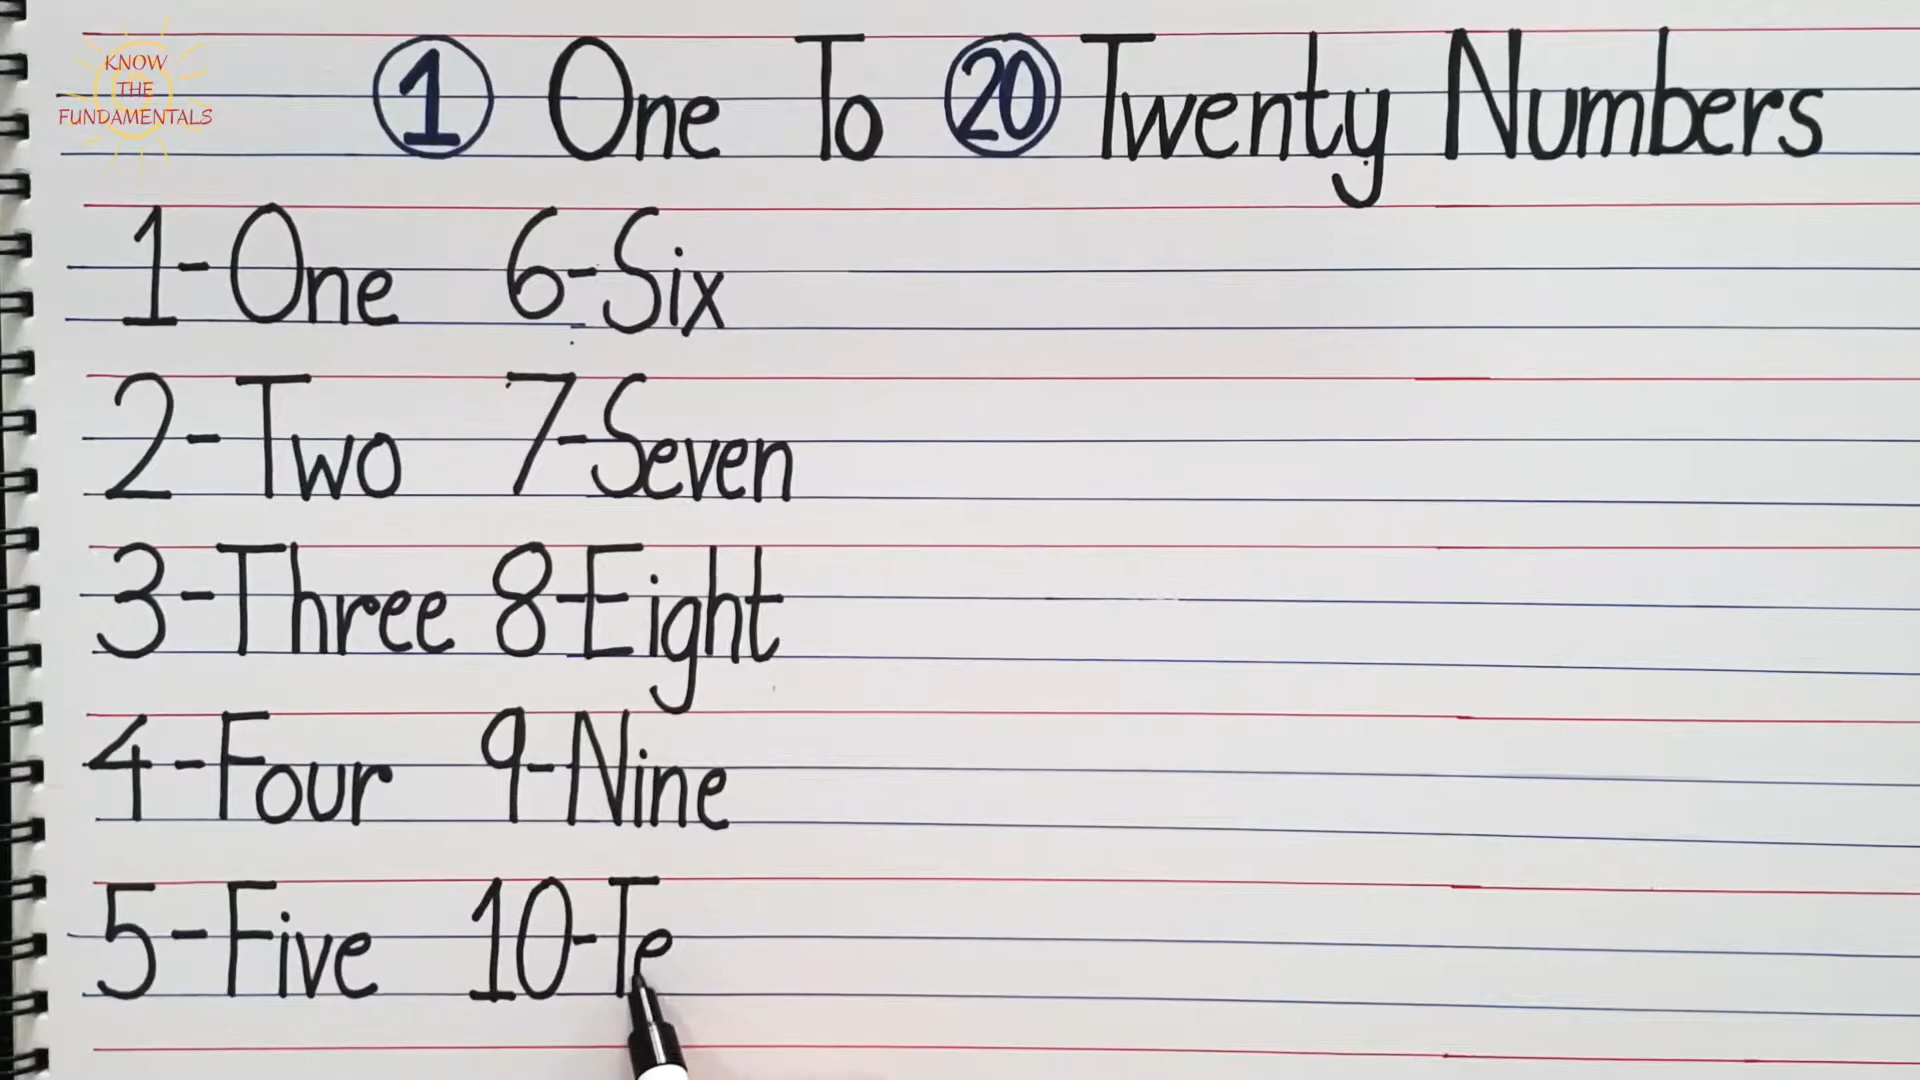 KNOW
THE
FUNDAMENTALS
1 One To 20 Twenty Numbers
1-One 6-Six
2-Two 7-Seven
3-Three 8-Eight
4-Four 9-Nine
5-Five 10-Te